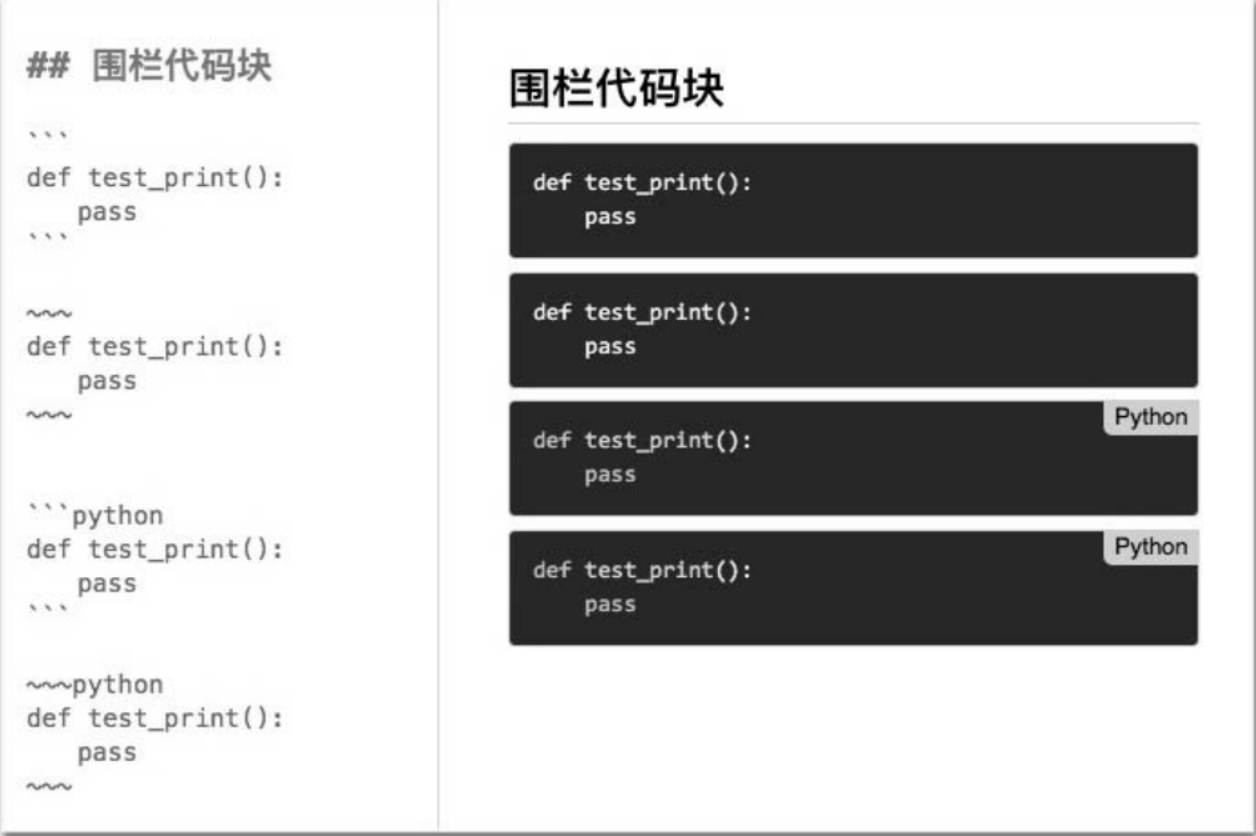 ## 围栏代码块
```
def test_print():
    pass
```
~~~
def test_print():
    pass
~~~
```python
def test_print():
    pass
```
~~~python
def test_print():
    pass
~~~
围栏代码块
def test_print():
    pass
def test_print():
    pass
Python
def test_print():
    pass
Python
def test_print():
    pass